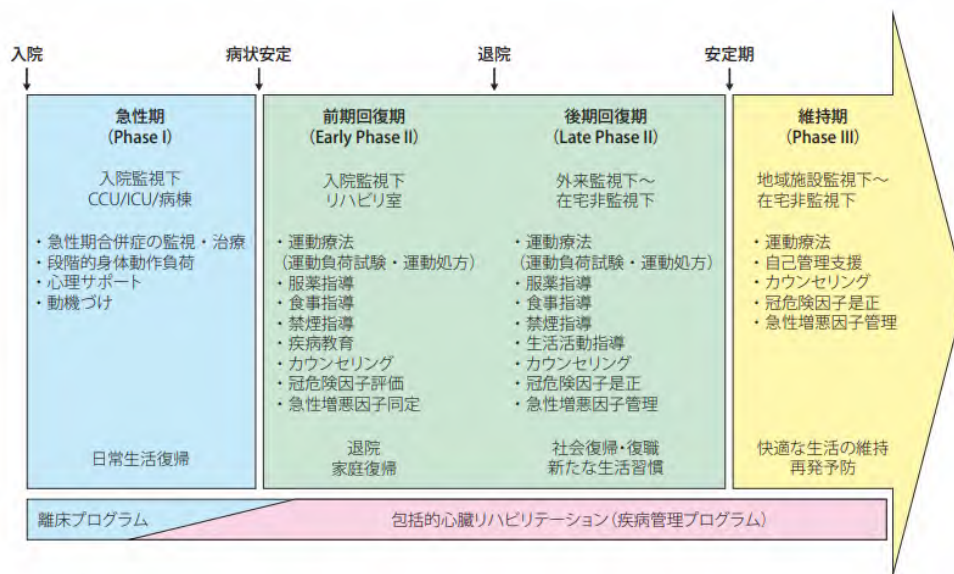 入院
病状安定
退院
安定期
急性期
(Phase I)
入院監視下
CCU/ICU/病棟
・急性期合併症の監視・治療
・段階的身体動作負荷
・心理サポート
・動機づけ
日常生活復帰
前期回復期
(Early Phase II)
入院監視下
リハビリ室
・運動療法
(運動負荷試験・運動処方)
・服薬指導
・食事指導
・禁煙指導
・疾病教育
・カウンセリング
・冠危険因子評価
・急性増悪因子同定
退院
家庭復帰
後期回復期
(Late Phase II)
外来監視下～
在宅非監視下
・運動療法
(運動負荷試験・運動処方)
・服薬指導
・食事指導
・禁煙指導
・生活活動指導
・カウンセリング
・冠危険因子是正
・急性増悪因子管理
社会復帰・復職
新たな生活習慣
維持期
(Phase III)
地域施設監視下～
在宅非監視下
・運動療法
・自己管理支援
・カウンセリング
・冠危険因子是正
・急性増悪因子管理
快適な生活の維持
再発予防
離床プログラム
包括的心臓リハビリテーション(疾病管理プログラム)